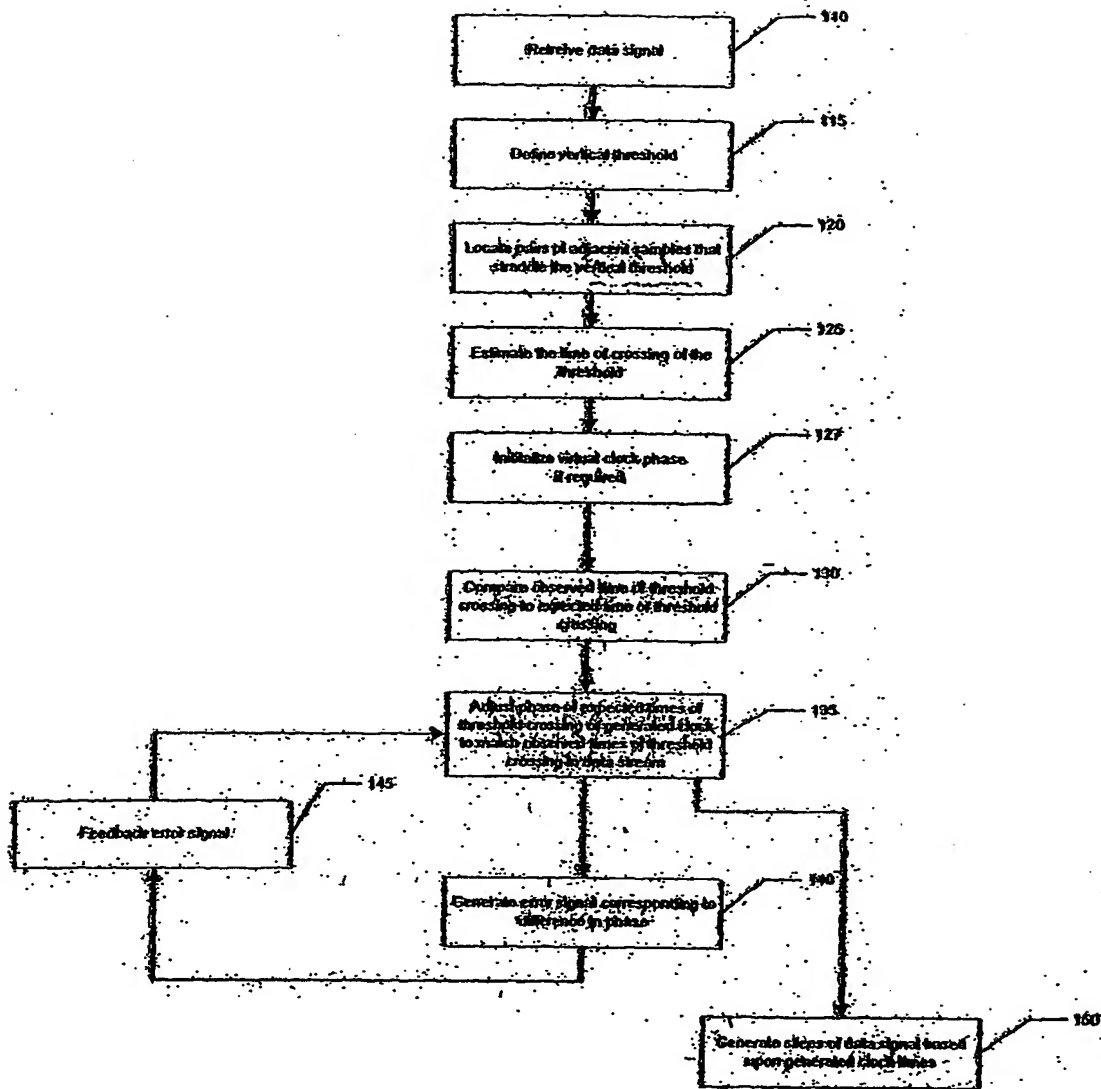 110
Retreive data signal
115
Define vertical threshold
120
Locate pairs of adjacent samples that
straddle the vertical threshold
125
Estimate the time of crossing of the
threshold
127
Initialize virtual clock phase
if required
130
Compare observed time of threshold
crossing to expected time of threshold
crossing
135
Adjust phase of expected times of
threshold crossing of generated clock
to match observed times of threshold
crossing in data stream
145
Feedback error signal
140
Generate error signal corresponding to
difference in phase
150
Generate slices of data signal based
upon generated clock times